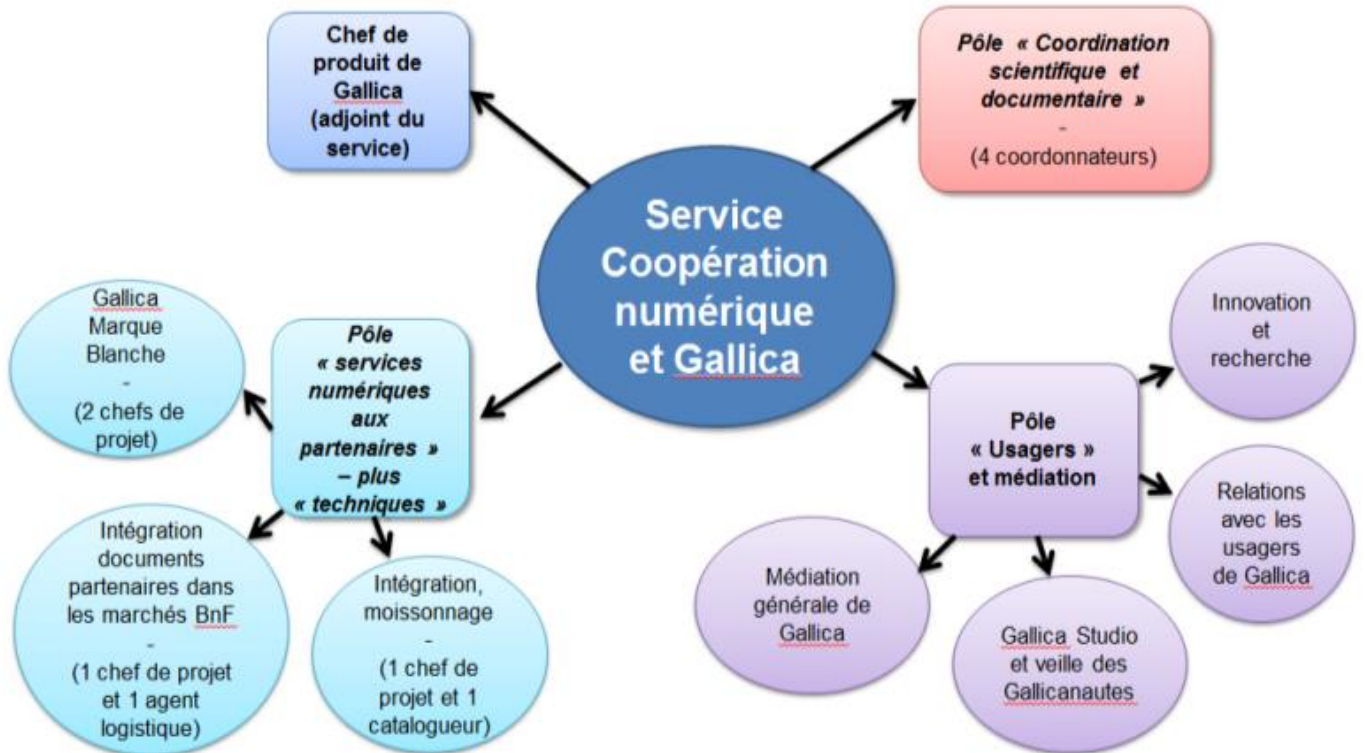 Chef de
produit de
Gallica
(adjoint du
service)
Pôle « Coordination
scientifique et
documentaire »
-
(4 coordonnateurs)
Service
Coopération
numérique
et Gallica
Gallica
Marque
Blanche
-
(2 chefs de
projet)
Pôle
« services
numériques
aux
partenaires »
– plus
« techniques »
Intégration
documents
partenaires dans
les marchés BnF
-
(1 chef de projet
et 1 agent
logistique)
Intégration,
moissonnage
-
(1 chef de
projet et 1
catalogueur)
Pôle
« Usagers »
et médiation
Innovation
et
recherche
Relations
avec les
usagers
de Gallica
Médiation
générale de
Gallica
Gallica Studio
et veille des
Gallicanautes